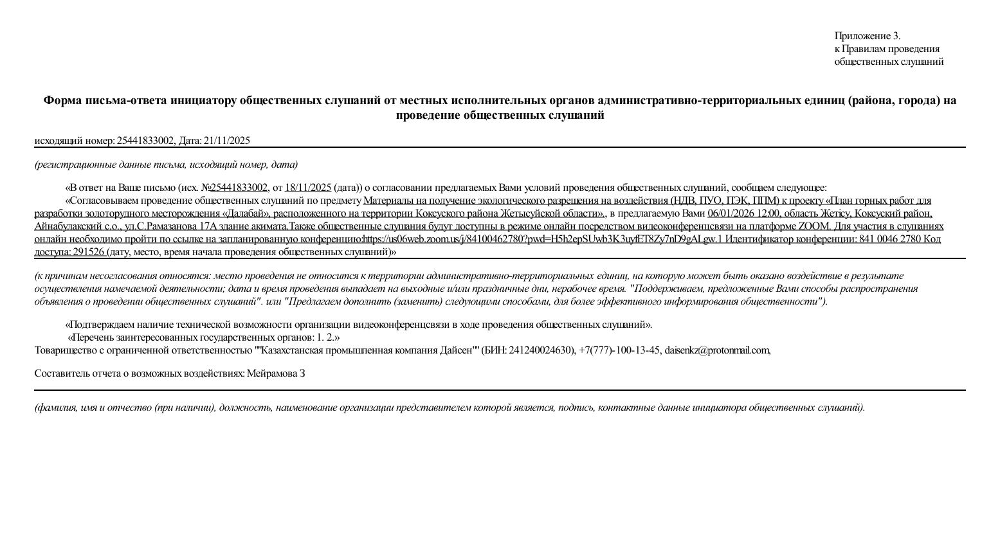 Приложение 3.
к Правилам проведения
общественных слушаний
Форма письма-ответа инициатору общественных слушаний от местных исполнительных органов административно-территориальных единиц (района, города) на
проведение общественных слушаний
исходящий номер: 25441833002, Дата: 21/11/2025
(регистрационные данные письма, исходящий номер, дата)
«В ответ на Ваше письмо (исх. №25441833002, от 18/11/2025 (дата)) о согласовании предлагаемых Вами условий проведения общественных слушаний, сообщаем следующее:
«Согласовываем проведение общественных слушаний по предмету Материалы на получение экологического разрешения на воздействия (НДВ, ПУО, ПЭК, ППМ) к проекту «План горных работ для
разработки золоторудного месторождения «Далабай», расположенного на территории Коксуского района Жетысуйской области»., в предлагаемую Вами 06/01/2026 12:00, область Жетісу, Коксуский район,
Айнабулакский с.о., ул.С.Рамазанова 17А здание акимата.Также общественные слушания будут доступны в режиме онлайн посредством видеоконференцсвязи на платформе ZOOM. Для участия в слушаниях
онлайн необходимо пройти по ссылке на запланированную конференцию:https://us06web.zoom.us/j/84100462780?pwd=H5h2epSUwb3K3uyfET8Zy7nD9gALgw.1 Идентификатор конференции: 841 0046 2780 Код
доступа: 291526 (дату, место, время начала проведения общественных слушаний)»
(к причинам несогласования относятся: место проведения не относится к территории административно-территориальных единиц, на которую может быть оказано воздействие в результате
осуществления намечаемой деятельности; дата и время проведения выпадает на выходные и/или праздничные дни, нерабочее время. "Поддерживаем, предложенные Вами способы распространения
объявления о проведении общественных слушаний". или "Предлагаем дополнить (заменить) следующими способами, для более эффективного информирования общественности").
«Подтверждаем наличие технической возможности организации видеоконференцсвязи в ходе проведения общественных слушаний».
«Перечень заинтересованных государственных органов: 1. 2.»
Товарищество с ограниченной ответственностью ""Казахстанская промышленная компания Дайсен"" (БИН: 241240024630), +7(777)-100-13-45, daisenkz@protonmail.com,
Составитель отчета о возможных воздействиях: Мейрамова З
(фамилия, имя и отчество (при наличии), должность, наименование организации представителем которой является, подпись, контактные данные инициатора общественных слушаний).